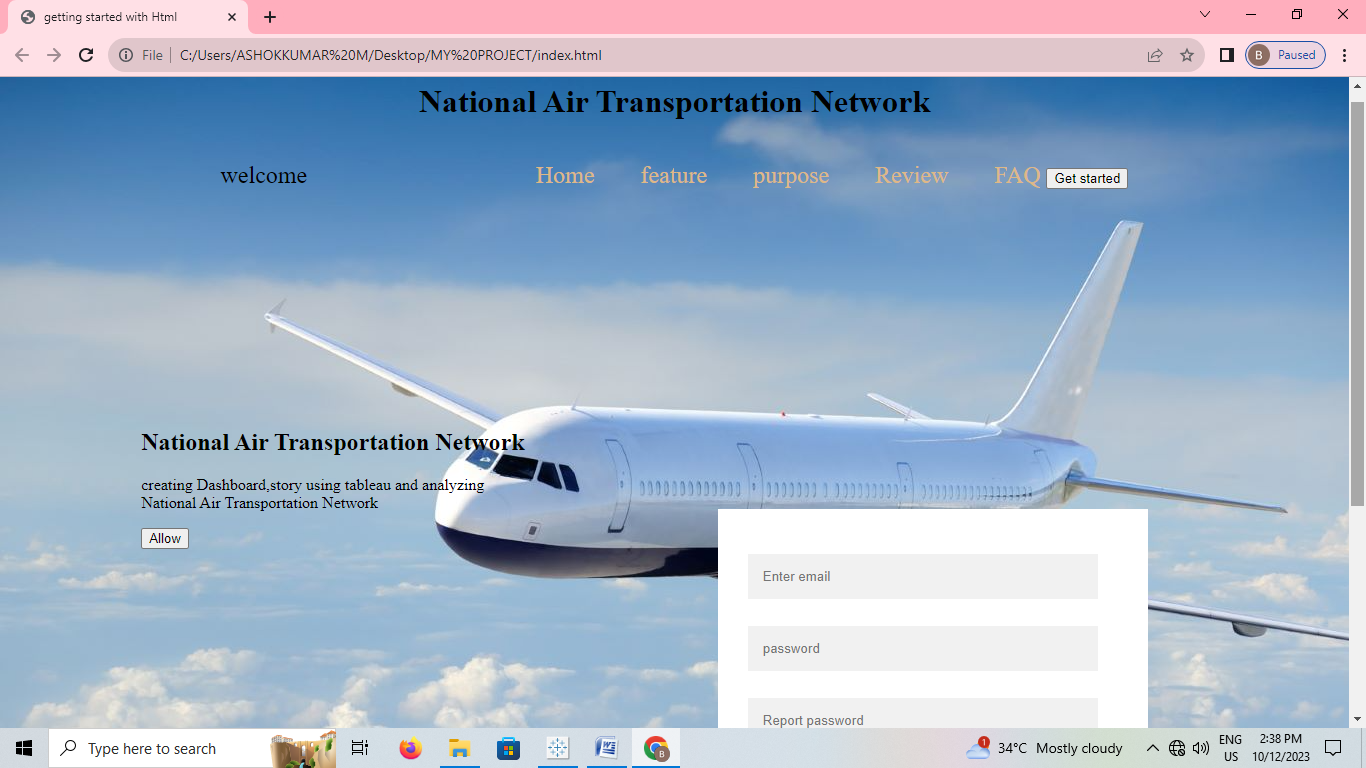 getting started with Html
File
C:/Users/ASHOKKUMAR%20M/Desktop/MY%20PROJECT/index.html
B Paused
National Air Transportation Network
welcome Home feature purpose Review FAQ Get started
National Air Transportation Network
creating Dashboard,story using tableau and analyzing
National Air Transportation Network
Allow
Enter email
password
Report password
Type here to search
B
1
34°C Mostly cloudy
ENG
US
2:38 PM
10/12/2023